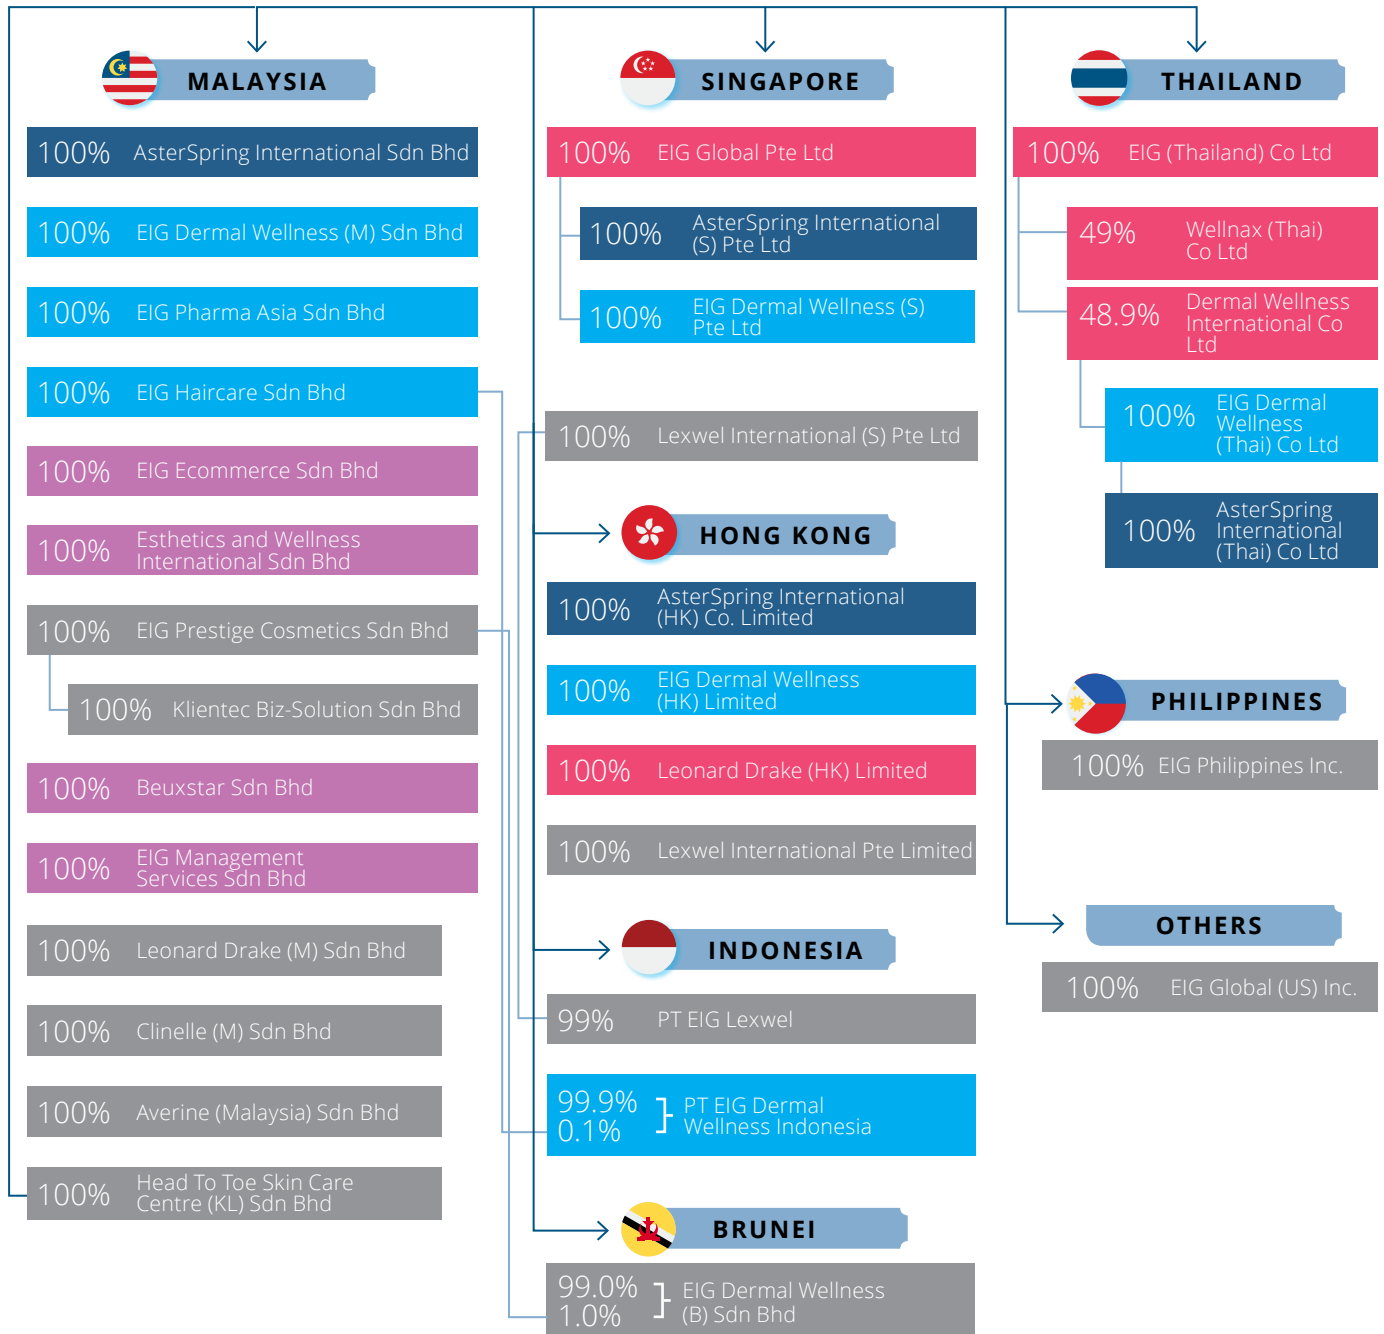 MALAYSIA
100% AsterSpring International Sdn Bhd
100% EIG Dermal Wellness (M) Sdn Bhd
100% EIG Pharma Asia Sdn Bhd
100% EIG Haircare Sdn Bhd
100% EIG Ecommerce Sdn Bhd
100% Esthetics and Wellness
International Sdn Bhd
100% EIG Prestige Cosmetics Sdn Bhd
100% Klientec Biz-Solution Sdn Bhd
100% Beuxstar Sdn Bhd
100% EIG Management
Services Sdn Bhd
100% Leonard Drake (M) Sdn Bhd
100% Clinelle (M) Sdn Bhd
100% Averine (Malaysia) Sdn Bhd
100% Head To Toe Skin Care
Centre (KL) Sdn Bhd
SINGAPORE
100% EIG Global Pte Ltd
100% AsterSpring International
(S) Pte Ltd
100% EIG Dermal Wellness (S)
Pte Ltd
100% Lexwel International (S) Pte Ltd
HONG KONG
100% AsterSpring International
(HK) Co. Limited
100% EIG Dermal Wellness
(HK) Limited
100% Leonard Drake (HK) Limited
100% Lexwel International Pte Limited
INDONESIA
99% PT EIG Lexwel
99.9% PT EIG Dermal
0.1% Wellness Indonesia
BRUNEI
99.0% EIG Dermal Wellness
1.0% (B) Sdn Bhd
THAILAND
100% EIG (Thailand) Co Ltd
49% Wellnax (Thai)
Co Ltd
48.9% Dermal Wellness
International Co
Ltd
100% EIG Dermal
Wellness
(Thai) Co Ltd
100% AsterSpring
International
(Thai) Co Ltd
PHILIPPINES
100% EIG Philippines Inc.
OTHERS
100% EIG Global (US) Inc.